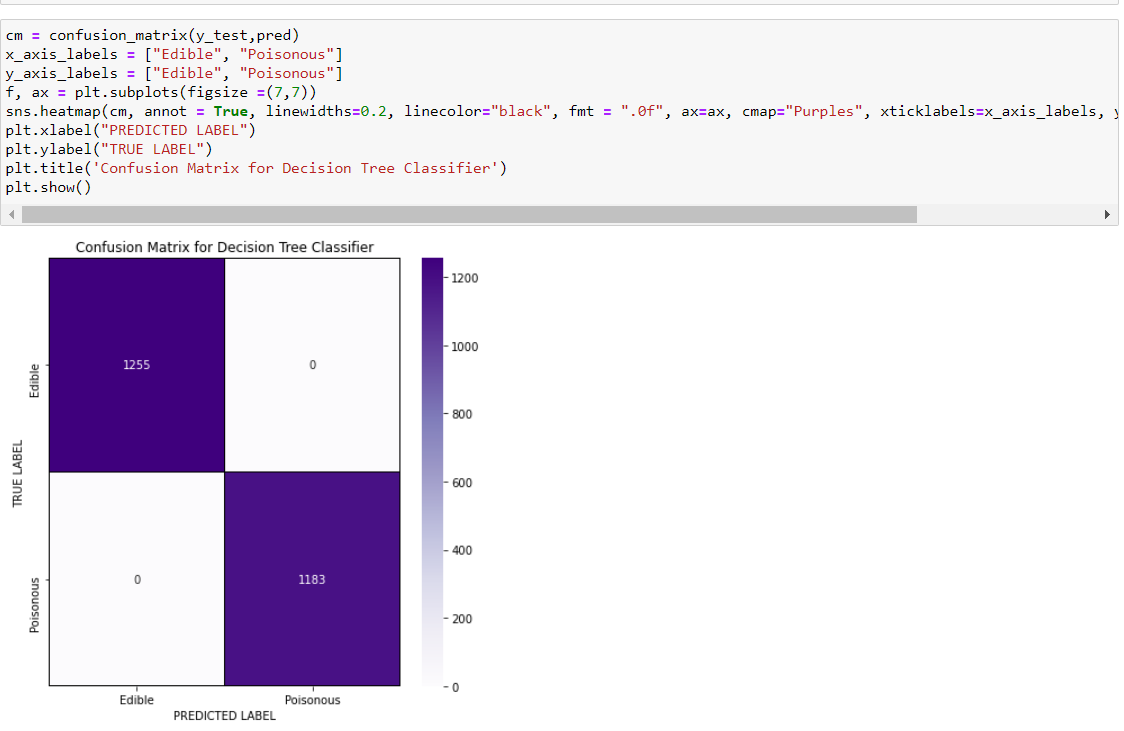 cm = confusion_matrix(y_test,pred)
x_axis_labels = ["Edible", "Poisonous"]
y_axis_labels = ["Edible", "Poisonous"]
f, ax = plt.subplots(figsize =(7,7))
sns.heatmap(cm, annot = True, linewidths=0.2, linecolor="black", fmt = ".0f", ax=ax, cmap="Purples", xticklabels=x_axis_labels, y
plt.xlabel("PREDICTED LABEL")
plt.ylabel("TRUE LABEL")
plt.title('Confusion Matrix for Decision Tree Classifier')
plt.show()
Confusion Matrix for Decision Tree Classifier
TRUE LABEL
Edible
1255
0
Poisonous
0
1183
Edible
Poisonous
PREDICTED LABEL
1200
1000
800
600
400
200
0